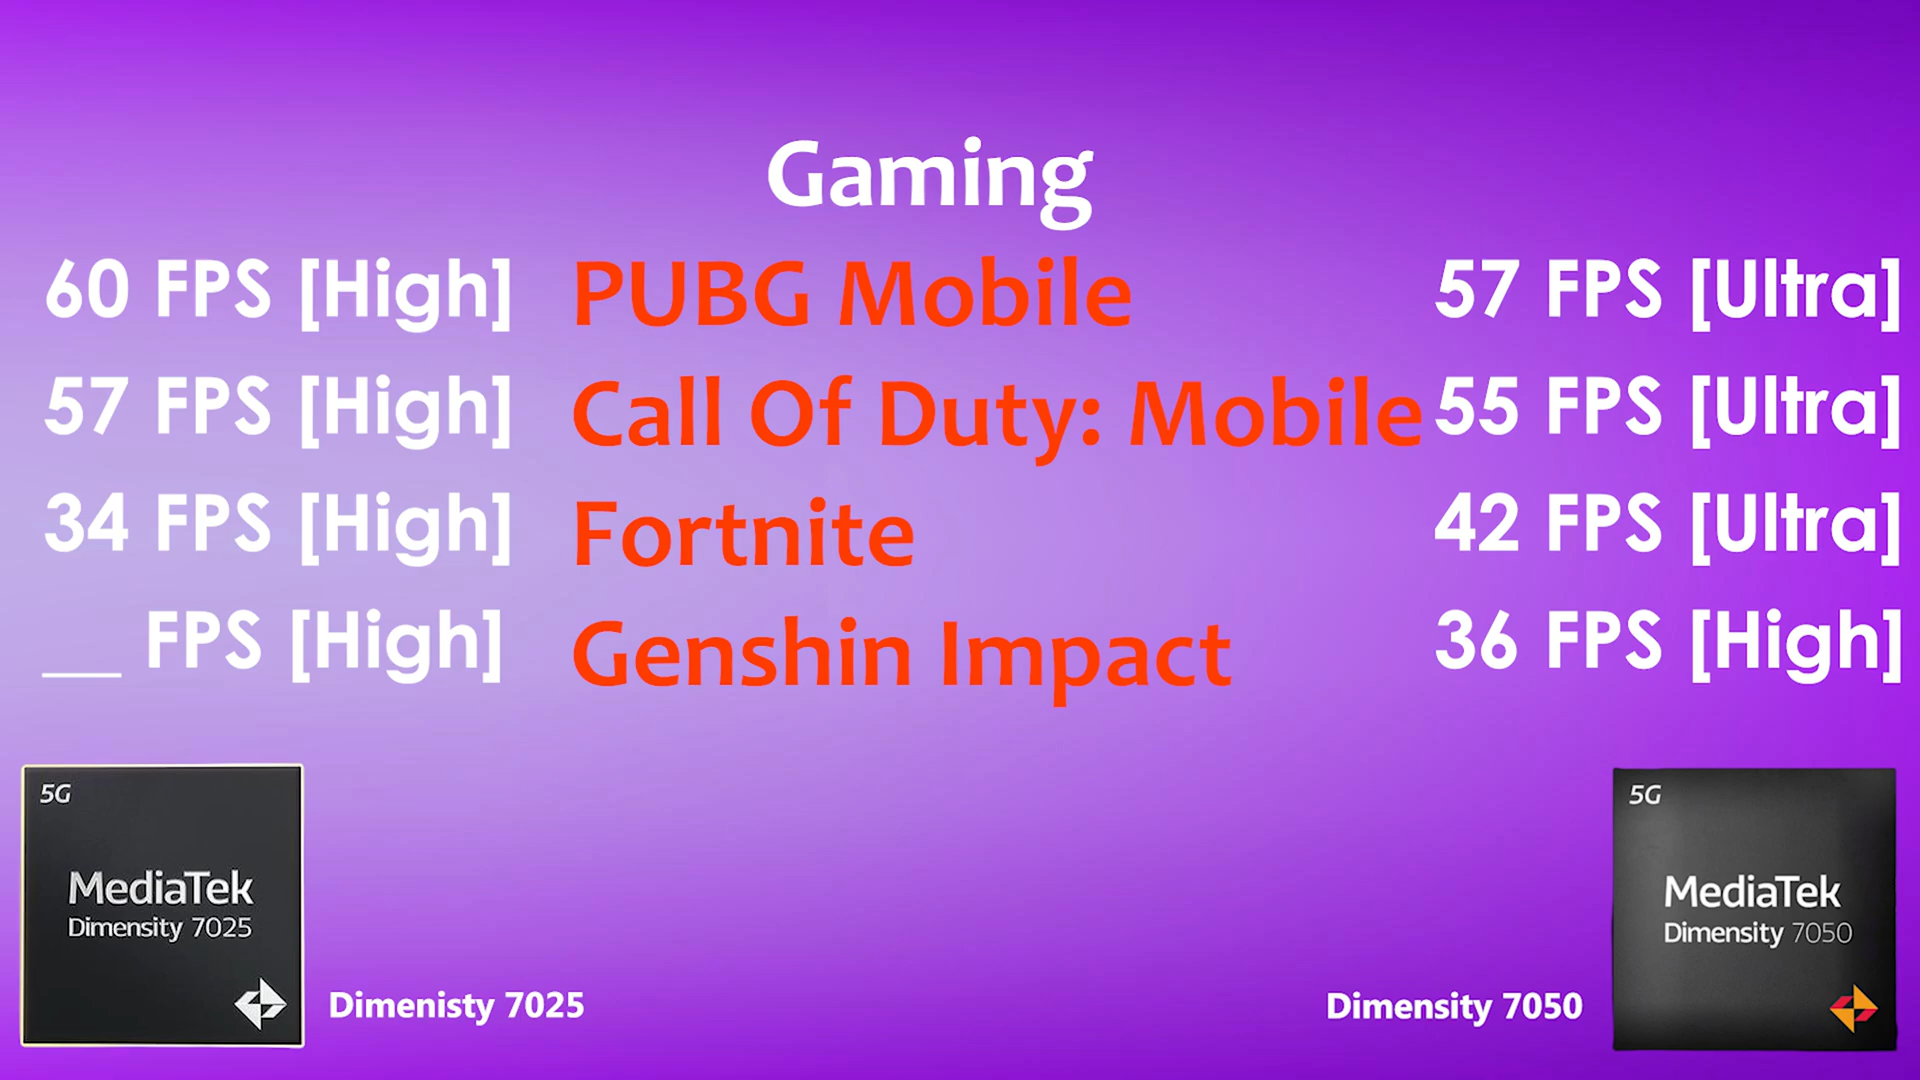 Gaming
60 FPS [High] PUBG Mobile 57 FPS [Ultra]
57 FPS [High] Call Of Duty: Mobile 55 FPS [Ultra]
34 FPS [High] Fortnite 42 FPS [Ultra]
__ FPS [High] Genshin Impact 36 FPS [High]
5G
MediaTek
Dimensity 7025
Dimenisty 7025
Dimensity 7050
5G
MediaTek
Dimensity 7050